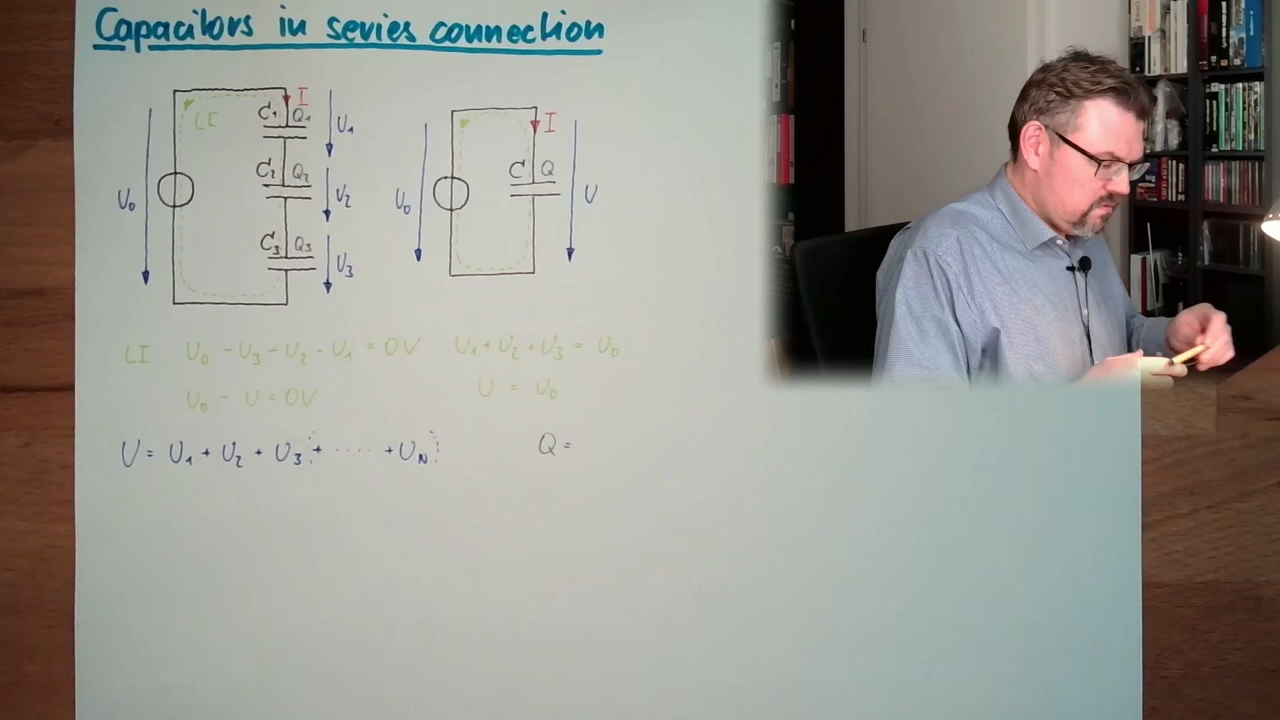 Capacitors in series connection
I I
LI C₁ Q₁ U₁
U₀ C₂ Q₂ U₂ U₀ C Q U
C₃ Q₃ U₃
LI: U₀ - U₃ - U₂ - U₁ = 0V U₁ + U₂ + U₃ = U₀
U₀ - U = 0V U = U₀
U = U₁ + U₂ + U₃ + ..... + U_N Q =